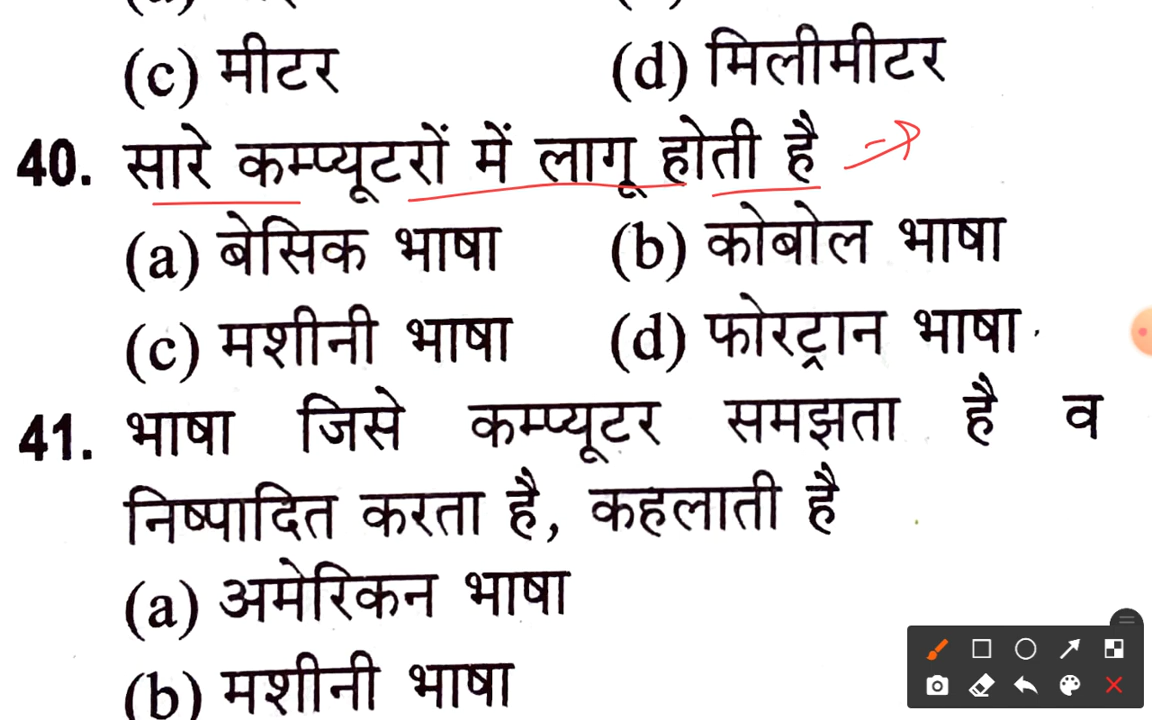 (c) मीटर (d) मिलीमीटर
40. सारे कम्प्यूटरों में लागू होती है
(a) बेसिक भाषा (b) कोबोल भाषा
(c) मशीनी भाषा (d) फोरट्रान भाषा
41. भाषा जिसे कम्प्यूटर समझता है व
निष्पादित करता है, कहलाती है
(a) अमेरिकन भाषा
(b) मशीनी भाषा